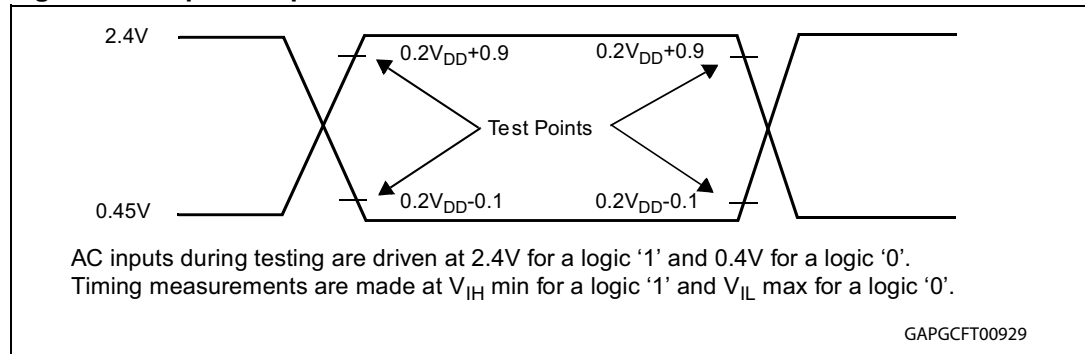 2.4V
0.2VDD+0.9 0.2VDD+0.9
Test Points
0.2VDD-0.1 0.2VDD-0.1
0.45V
AC inputs during testing are driven at 2.4V for a logic ‘1’ and 0.4V for a logic ‘0’.
Timing measurements are made at VIH min for a logic ‘1’ and VIL max for a logic ‘0’.
GAPGCFT00929